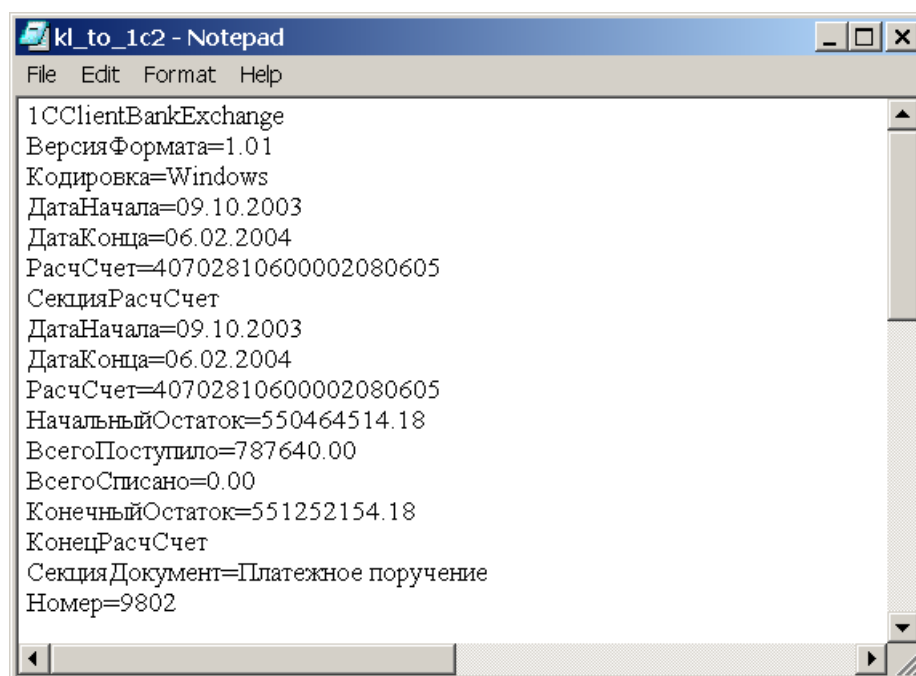 kl_to_1c2 - Notepad
File Edit Format Help
1CClientBankExchange
ВерсияФормата=1.01
Кодировка=Windows
ДатаНачала=09.10.2003
ДатаКонца=06.02.2004
РасчСчет=40702810600002080605
СекцияРасчСчет
ДатаНачала=09.10.2003
ДатаКонца=06.02.2004
РасчСчет=40702810600002080605
НачальныйОстаток=550464514.18
ВсегоПоступило=787640.00
ВсегоСписано=0.00
КонечныйОстаток=551252154.18
КонецРасчСчет
СекцияДокумент=Платежное поручение
Номер=9802